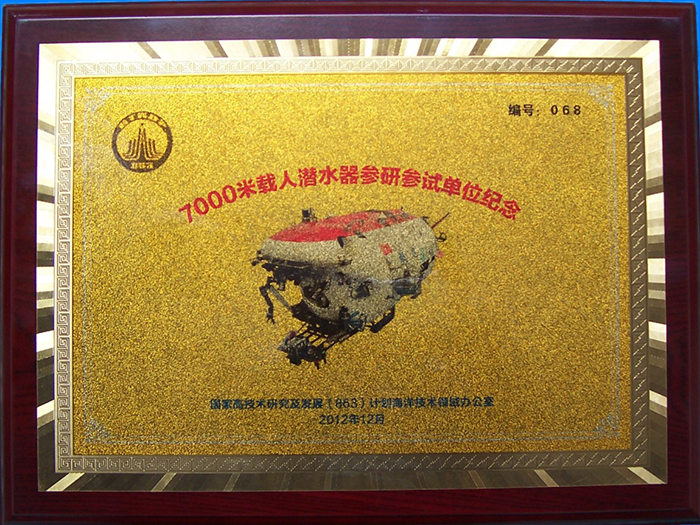 编号：068
7000米载人潜水器参研参试单位纪念
国家高技术研究及发展（863）计划海洋技术领域办公室
2012年12月